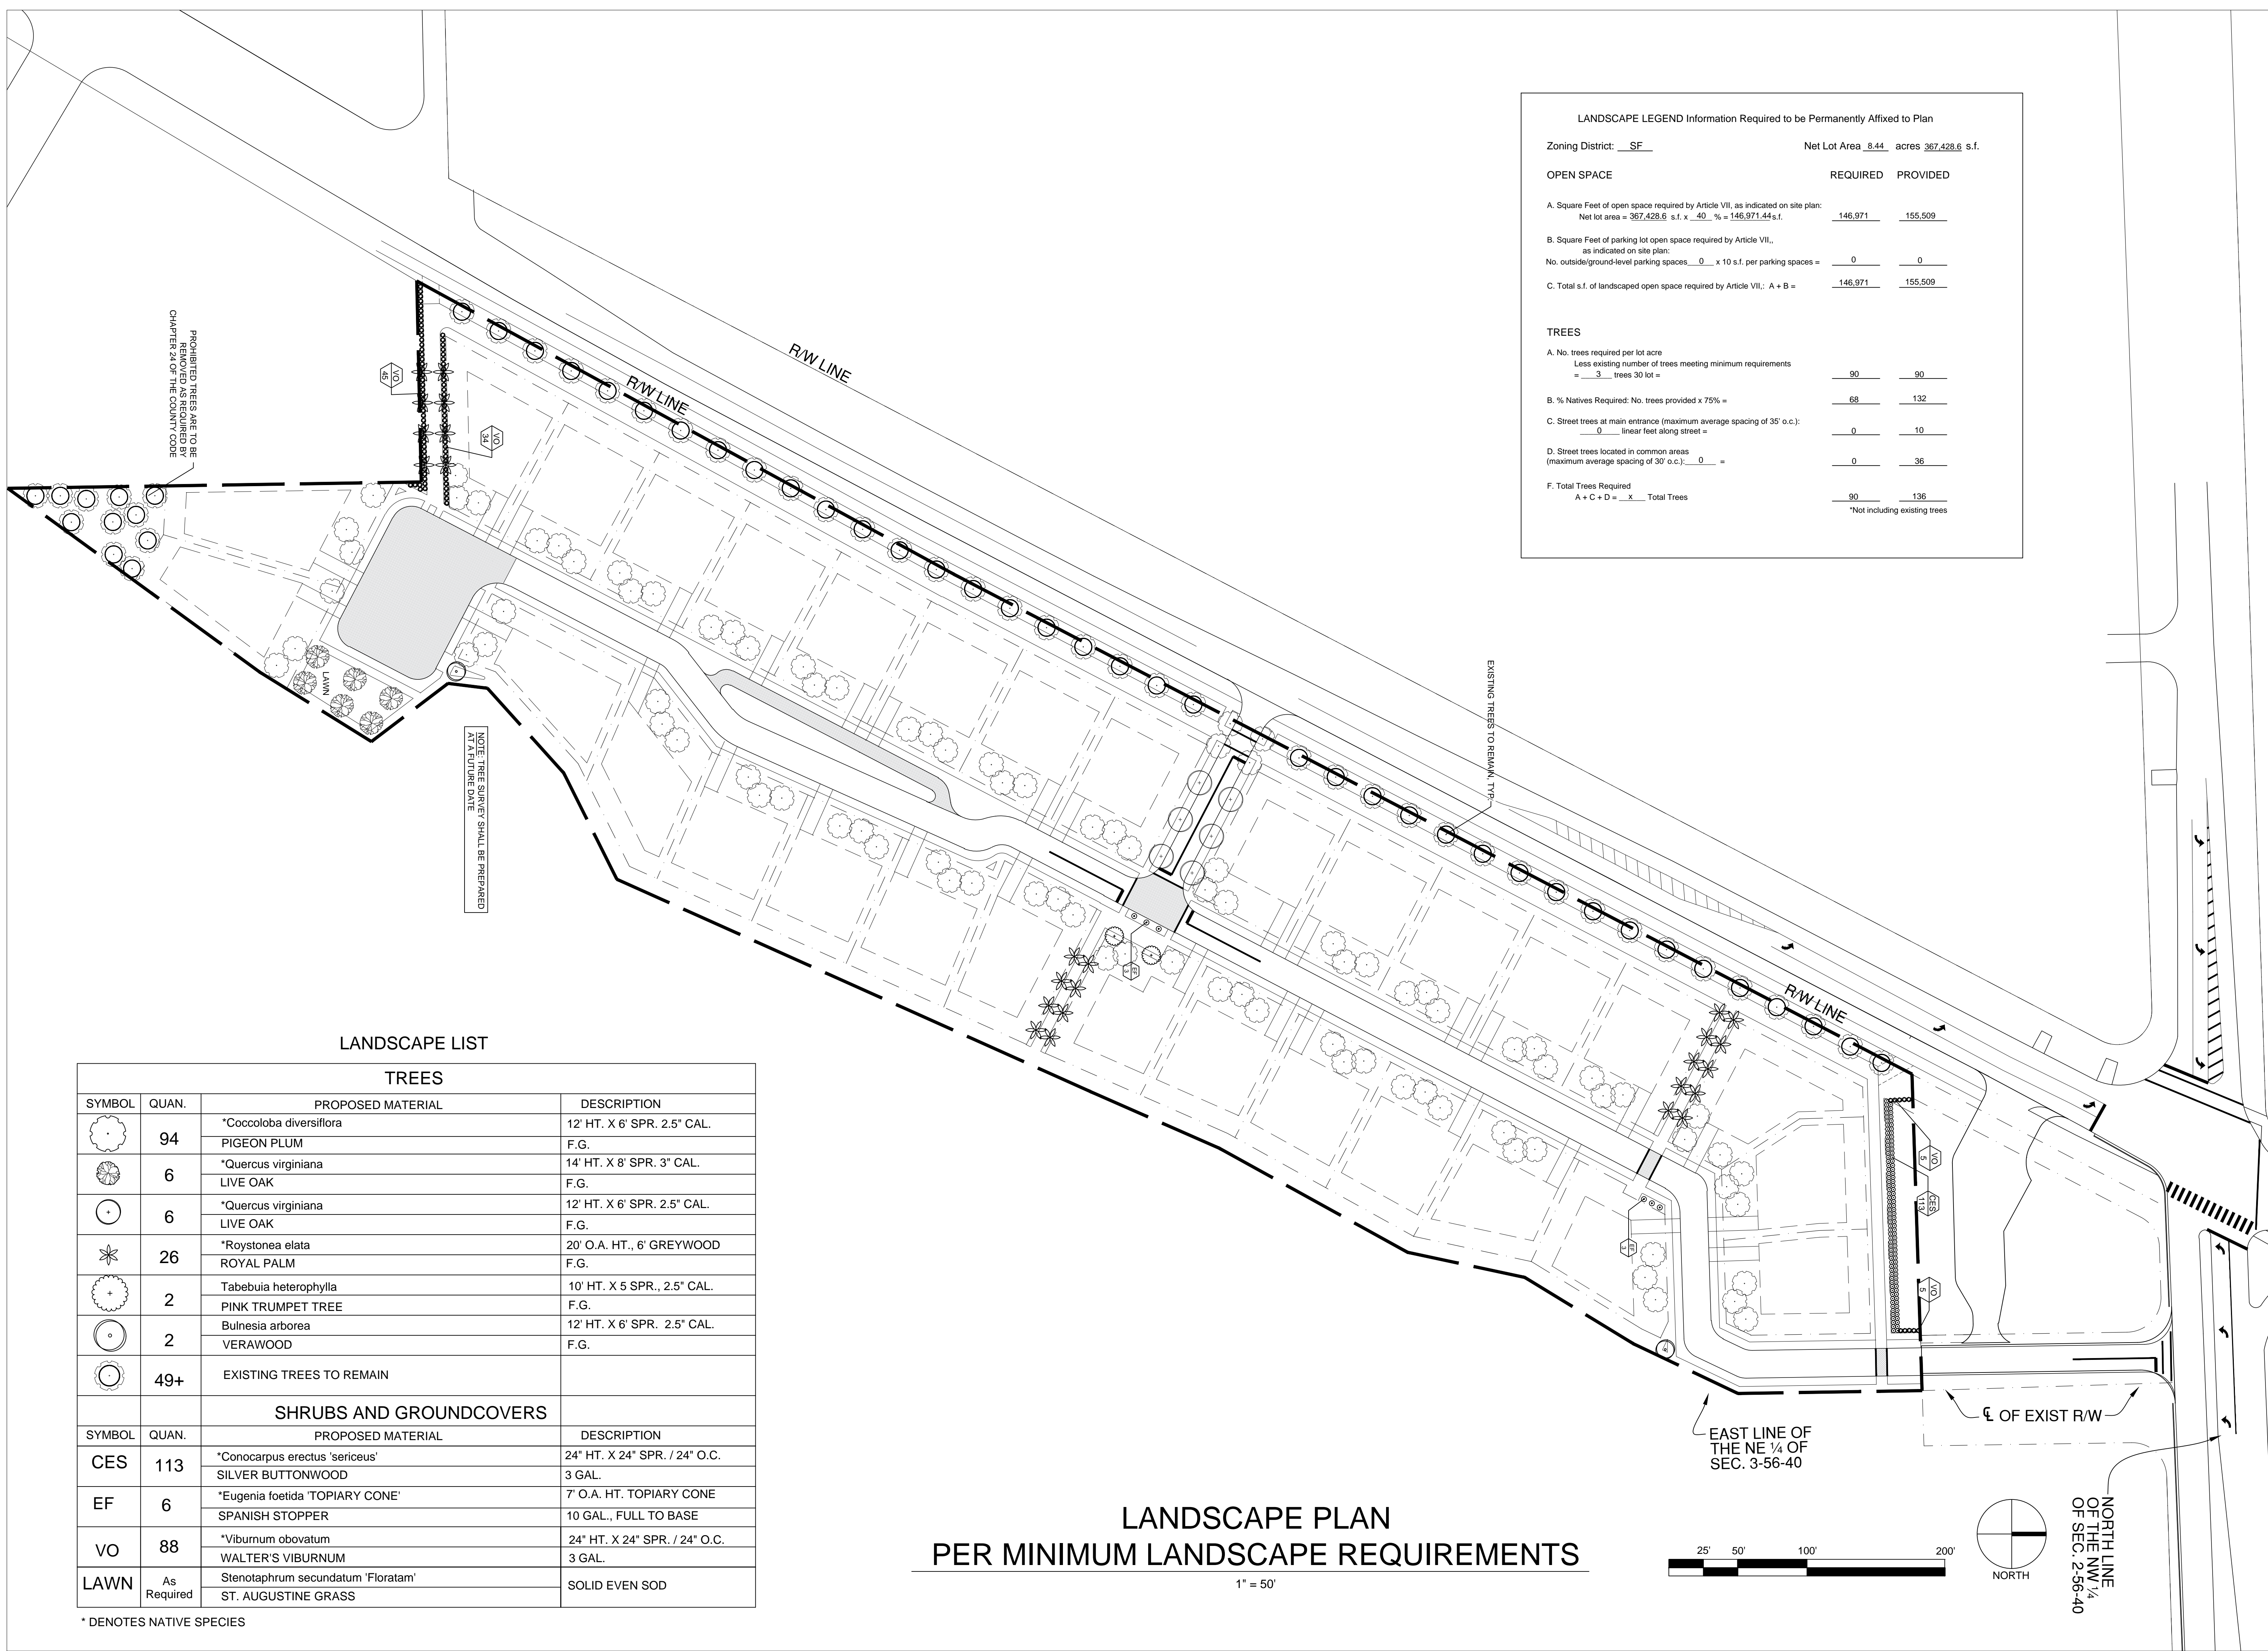 LANDSCAPE LEGEND Information Required to be Permanently Affixed to Plan
Zoning District: SF Net Lot Area 8.44 acres 367,428.6 s.f.
OPEN SPACE REQUIRED PROVIDED
A. Square Feet of open space required by Article VII, as indicated on site plan:
Net lot area = 367,428.6 s.f. x 40 % = 146,971.44 s.f. 146,971 155,509
B. Square Feet of parking lot open space required by Article VII,,
as indicated on site plan:
No. outside/ground-level parking spaces 0 x 10 s.f. per parking spaces = 0 0
C. Total s.f. of landscaped open space required by Article VII,: A + B = 146,971 155,509
TREES
A. No. trees required per lot acre
Less existing number of trees meeting minimum requirements
= 3 trees 30 lot = 90 90
B. % Natives Required: No. trees provided x 75% = 68 132
C. Street trees at main entrance (maximum average spacing of 35' o.c.):
0 linear feet along street = 0 10
D. Street trees located in common areas
(maximum average spacing of 30' o.c.): 0 = 0 36
F. Total Trees Required
A + C + D = x Total Trees 90 136
*Not including existing trees
PROHIBITED TREES ARE TO BE
REMOVED AS REQUIRED BY
CHAPTER 24 OF THE COUNTY CODE
VO
45
VO
34
R/W LINE
R/W LINE
LAWN
NOTE: TREE SURVEY SHALL BE PREPARED
AT A FUTURE DATE
EXISTING TREES TO REMAIN, TYP.
EF
3
R/W LINE
VO
5
CES
113
EF
3
VO
5
℄ OF EXIST R/W
EAST LINE OF
THE NE ¼ OF
SEC. 3-56-40
NORTH LINE
OF THE NW ¼
OF SEC. 2-56-40
LANDSCAPE LIST
TREES
SYMBOL QUAN. PROPOSED MATERIAL DESCRIPTION
94 *Coccoloba diversiflora 12' HT. X 6' SPR. 2.5" CAL.
PIGEON PLUM F.G.
6 *Quercus virginiana 14' HT. X 8' SPR. 3" CAL.
LIVE OAK F.G.
6 *Quercus virginiana 12' HT. X 6' SPR. 2.5" CAL.
LIVE OAK F.G.
26 *Roystonea elata 20' O.A. HT., 6' GREYWOOD
ROYAL PALM F.G.
2 Tabebuia heterophylla 10' HT. X 5 SPR., 2.5" CAL.
PINK TRUMPET TREE F.G.
2 Bulnesia arborea 12' HT. X 6' SPR. 2.5" CAL.
VERAWOOD F.G.
49+ EXISTING TREES TO REMAIN
SHRUBS AND GROUNDCOVERS
SYMBOL QUAN. PROPOSED MATERIAL DESCRIPTION
CES 113 *Conocarpus erectus 'sericeus' 24" HT. X 24" SPR. / 24" O.C.
SILVER BUTTONWOOD 3 GAL.
EF 6 *Eugenia foetida 'TOPIARY CONE' 7' O.A. HT. TOPIARY CONE
SPANISH STOPPER 10 GAL., FULL TO BASE
VO 88 *Viburnum obovatum 24" HT. X 24" SPR. / 24" O.C.
WALTER'S VIBURNUM 3 GAL.
LAWN As Required Stenotaphrum secundatum 'Floratam' SOLID EVEN SOD
ST. AUGUSTINE GRASS
* DENOTES NATIVE SPECIES
LANDSCAPE PLAN
PER MINIMUM LANDSCAPE REQUIREMENTS
1" = 50'
25' 50' 100' 200'
NORTH